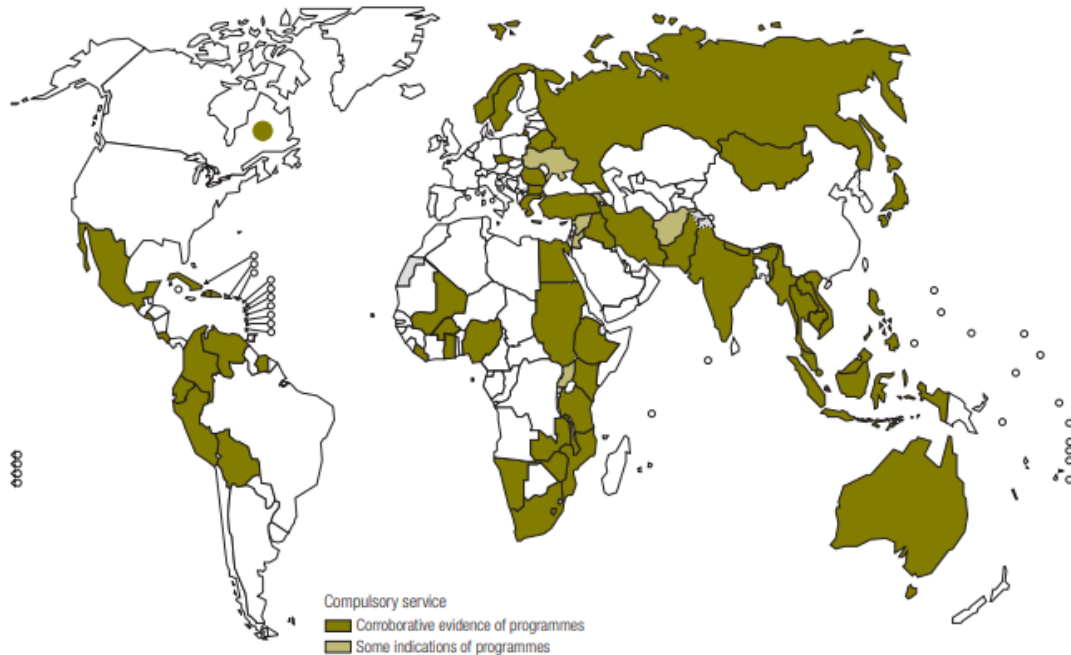 Compulsory service
Corroborative evidence of programmes
Some indications of programmes